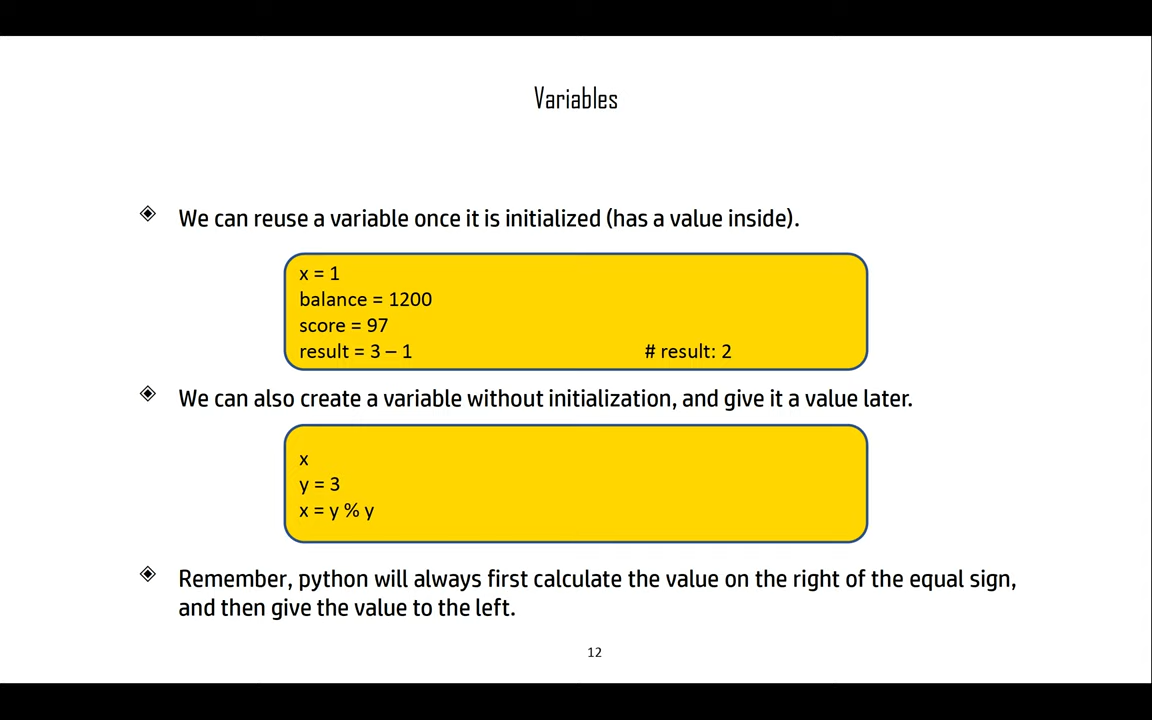 Variables
We can reuse a variable once it is initialized (has a value inside).
x = 1
balance = 1200
score = 97
result = 3 – 1 # result: 2
We can also create a variable without initialization, and give it a value later.
x
y = 3
x = y % y
Remember, python will always first calculate the value on the right of the equal sign,
and then give the value to the left.
12